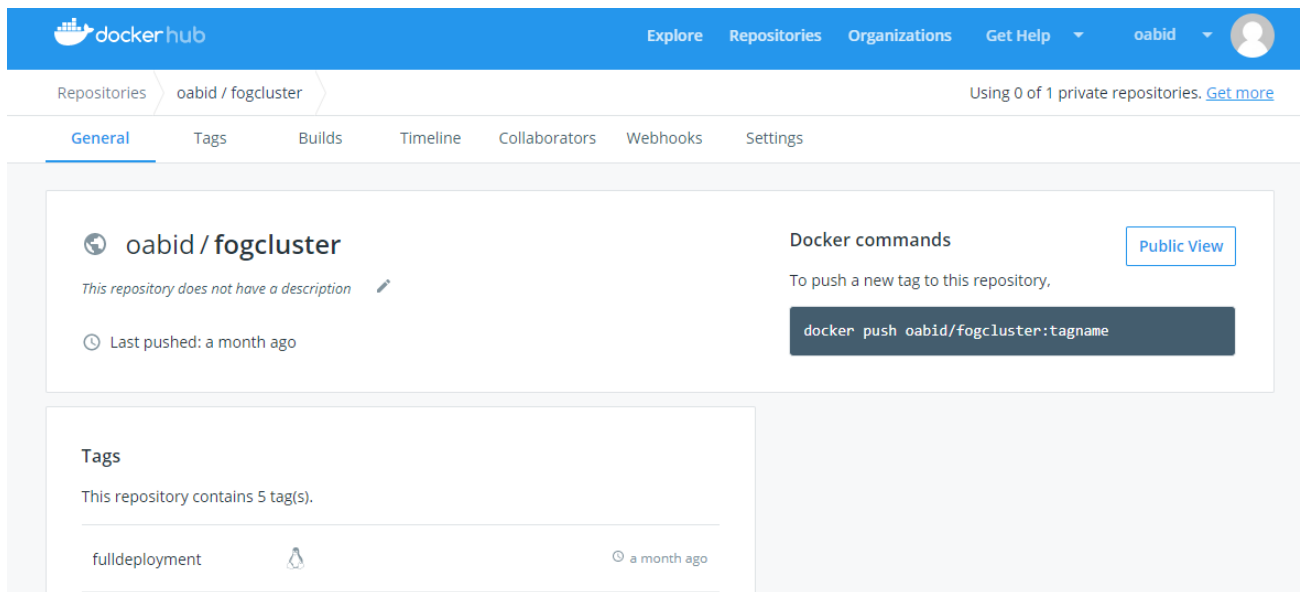 dockerhub Explore Repositories Organizations Get Help oabid
Repositories oabid / fogcluster Using 0 of 1 private repositories. Get more
General Tags Builds Timeline Collaborators Webhooks Settings
oabid / fogcluster
This repository does not have a description
Last pushed: a month ago
Docker commands
Public View
To push a new tag to this repository,
docker push oabid/fogcluster:tagname
Tags
This repository contains 5 tag(s).
fulldeployment a month ago